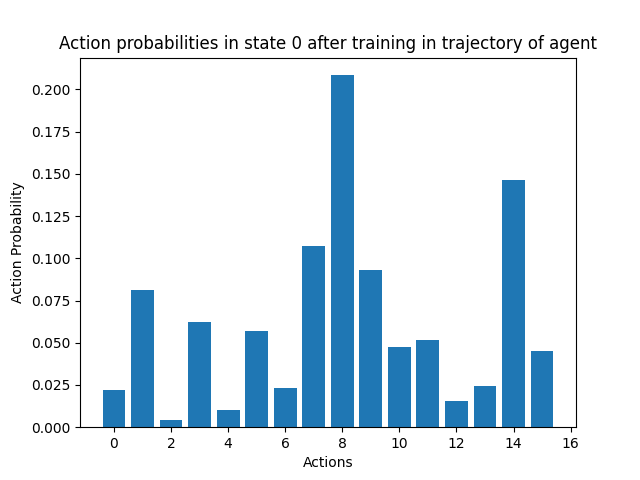 Action probabilities in state 0 after training in trajectory of agent
0.200
0.175
0.150
0.125
0.100
0.075
0.050
0.025
0.000
Action Probability
0 2 4 6 8 10 12 14 16
Actions